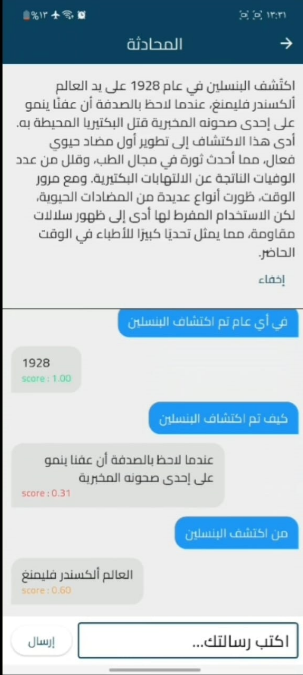 ١٣:٣١
%١٣
المحادثة
اكتُشف البنسلين في عام 1928 على يد العالم
ألكسندر فليمنغ، عندما لاحظ بالصدفة أن عفنًا ينمو
على إحدى صحونه المخبرية قتل البكتيريا المحيطة به.
أدى هذا الاكتشاف إلى تطوير أول مضاد حيوي
فعال، مما أحدث ثورة في مجال الطب، وقلل من عدد
الوفيات الناتجة عن الالتهابات البكتيرية. ومع مرور
الوقت، طُورت أنواع عديدة من المضادات الحيوية،
لكن الاستخدام المفرط لها أدى إلى ظهور سلالات
مقاومة، مما يمثل تحديًا كبيرًا للأطباء في الوقت
الحاضر.
إخفاء
في أي عام تم اكتشاف البنسلين
1928
score : 1.00
كيف تم اكتشاف البنسلين
عندما لاحظ بالصدفة أن عفنا ينمو
على إحدى صحونه المخبرية
score : 0.31
من اكتشف البنسلين
العالم ألكسندر فليمنغ
score : 0.60
اكتب رسالتك...
إرسال